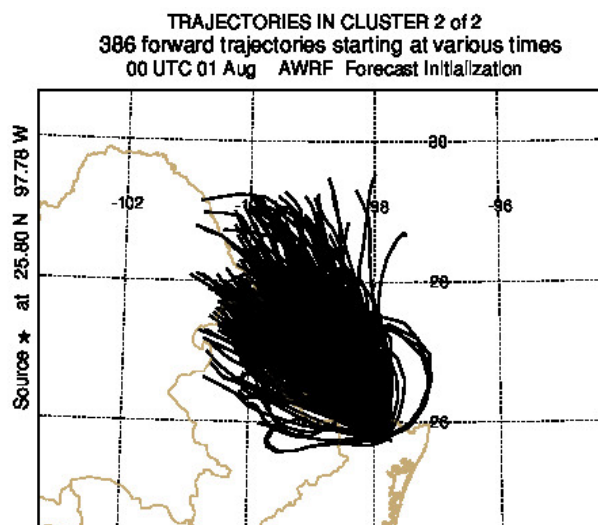 TRAJECTORIES IN CLUSTER 2 of 2
386 forward trajectories starting at various times
00 UTC 01 Aug AWRF Forecast Initialization
Source ★ at 25.80 N 97.78 W
30
-102
98
-96
28
26